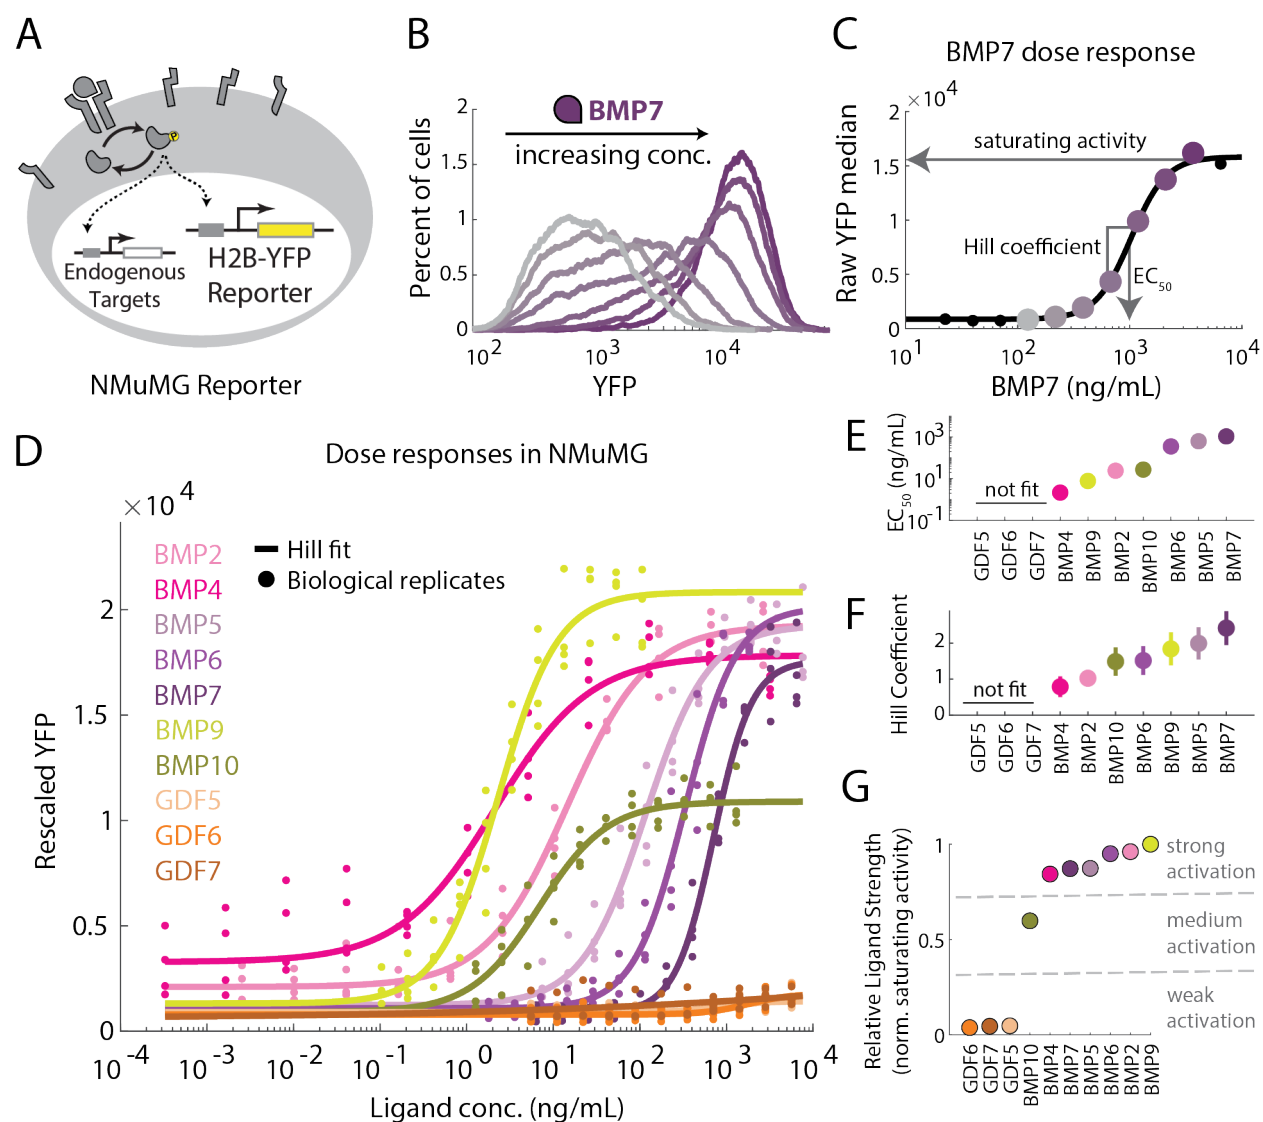 A
P
Endogenous
Targets
H2B-YFP
Reporter
NMuMG Reporter
B
BMP7
increasing conc.
Percent of cells
2
1.5
1
0.5
0
10^2
10^3
10^4
YFP
C
BMP7 dose response
×10^4
saturating activity
Hill coefficient
EC50
Raw YFP median
2
1.5
1
0.5
0
10^1
10^2
10^3
10^4
BMP7 (ng/mL)
D
Dose responses in NMuMG
×10^4
BMP2
BMP4
BMP5
BMP6
BMP7
BMP9
BMP10
GDF5
GDF6
GDF7
Hill fit
Biological replicates
Rescaled YFP
2
1.5
1
0.5
0
10^-4
10^-3
10^-2
10^-1
10^0
10^1
10^2
10^3
10^4
Ligand conc. (ng/mL)
E
EC50 (ng/mL)
10^3
10^1
10^-1
not fit
GDF5
GDF6
GDF7
BMP4
BMP9
BMP2
BMP10
BMP6
BMP5
BMP7
F
Hill Coefficient
2
1
0
not fit
GDF5
GDF6
GDF7
BMP4
BMP2
BMP10
BMP6
BMP9
BMP5
BMP7
G
Relative Ligand Strength
(norm. saturating activity)
1
0.5
0
strong
activation
medium
activation
weak
activation
GDF6
GDF7
GDF5
BMP10
BMP4
BMP7
BMP5
BMP6
BMP2
BMP9